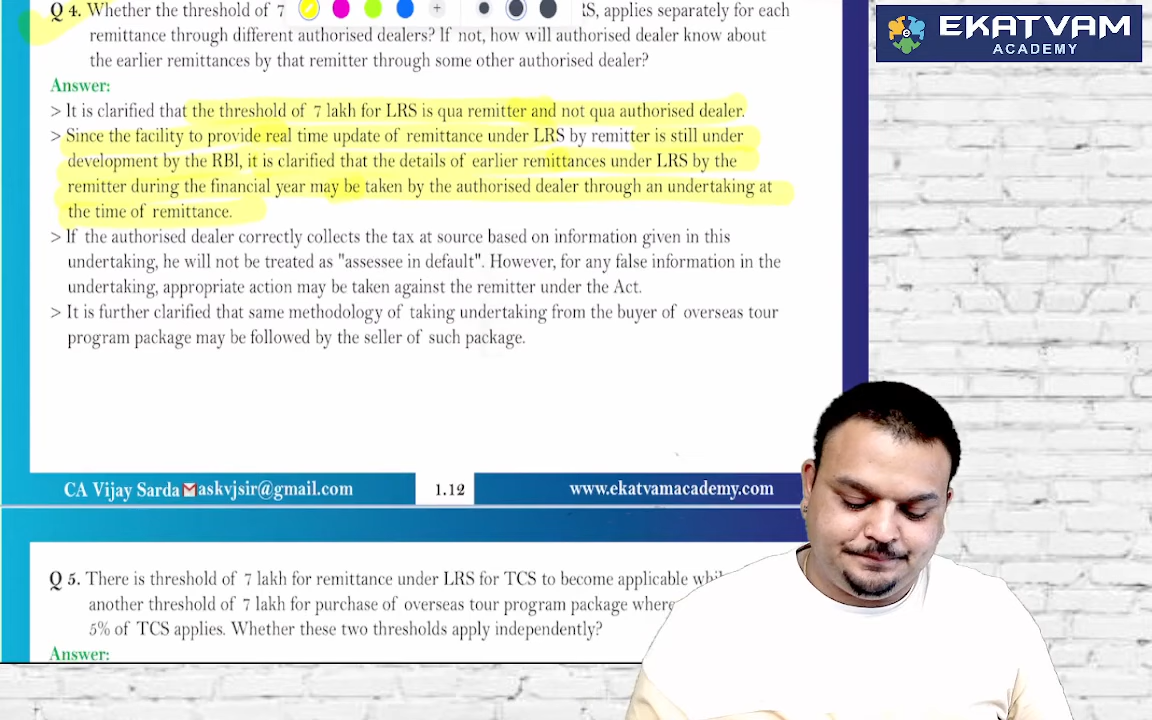 Q 4. Whether the threshold of 7 S, applies separately for each
remittance through different authorised dealers? If not, how will authorised dealer know about
the earlier remittances by that remitter through some other authorised dealer?
Answer:
> It is clarified that the threshold of 7 lakh for LRS is qua remitter and not qua authorised dealer.
> Since the facility to provide real time update of remittance under LRS by remitter is still under
development by the RBI, it is clarified that the details of earlier remittances under LRS by the
remitter during the financial year may be taken by the authorised dealer through an undertaking at
the time of remittance.
> If the authorised dealer correctly collects the tax at source based on information given in this
undertaking, he will not be treated as "assessee in default". However, for any false information in the
undertaking, appropriate action may be taken against the remitter under the Act.
> It is further clarified that same methodology of taking undertaking from the buyer of overseas tour
program package may be followed by the seller of such package.
CA Vijay Sarda askvjsir@gmail.com 1.12 www.ekatvamacademy.com
Q 5. There is threshold of 7 lakh for remittance under LRS for TCS to become applicable whi
another threshold of 7 lakh for purchase of overseas tour program package where
5% of TCS applies. Whether these two thresholds apply independently?
Answer:
EKATVAM
ACADEMY